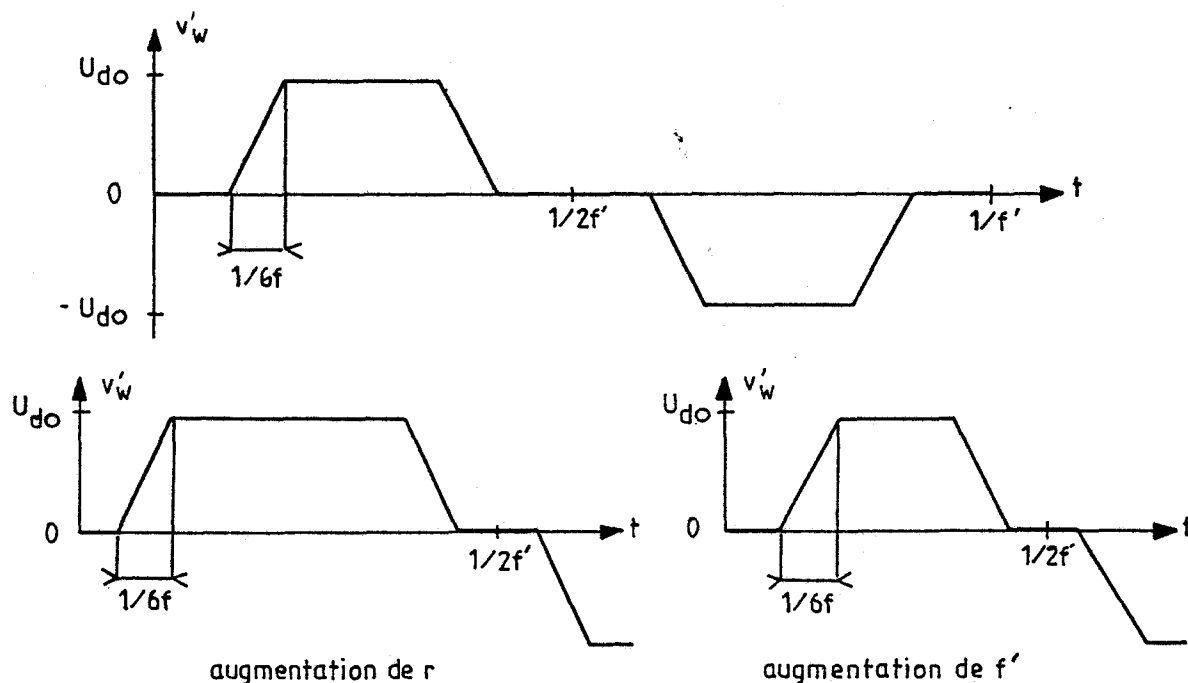 v'w
Udo
0
t
1/2f'
1/f'
1/6f
- Udo
v'w
Udo
0
t
1/2f'
1/6f
augmentation de r
v'w
Udo
0
t
1/2f'
1/6f
augmentation de f'